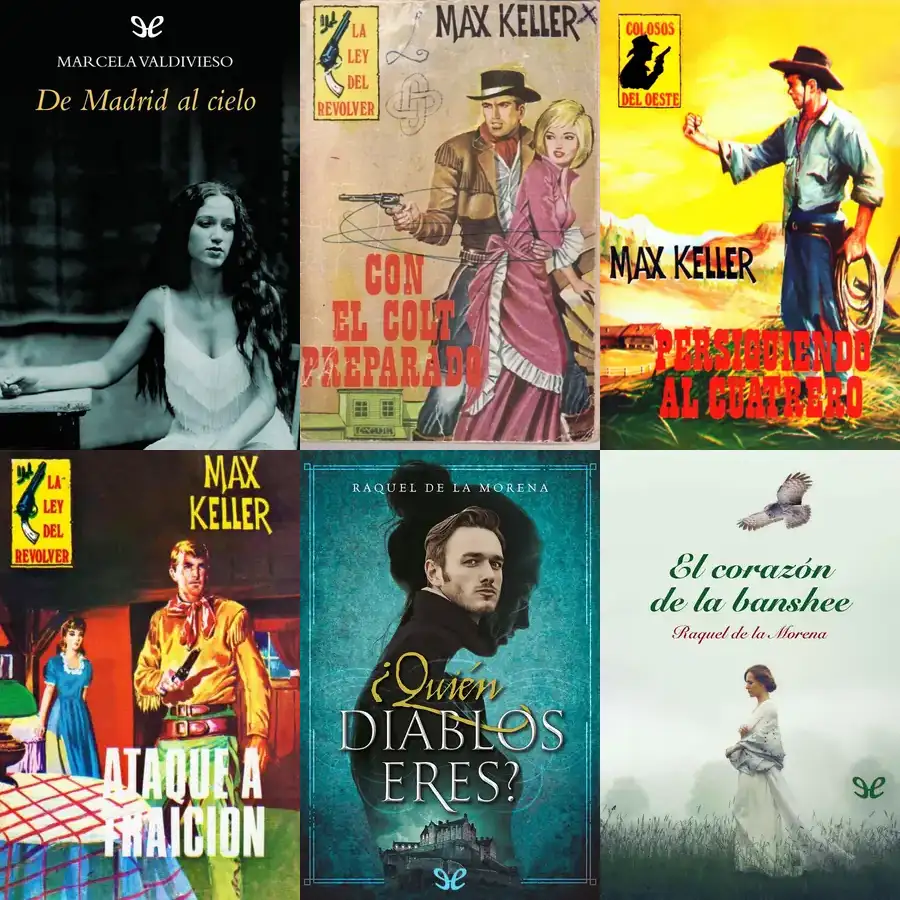 MARCELA VALDIVIESO
De Madrid al cielo
LA
LEY
DEL
REVOLVER
MAX KELLER
CON
EL COLT
PREPARADO
COLOSOS
DEL OESTE
MAX KELLER
PERSIGUIENDO
AL CUATRERO
LA
LEY
DEL
REVOLVER
MAX
KELLER
ATAQUE A
TRAICION
RAQUEL DE LA MORENA
¿Quién
DIABLOS
ERES?
El corazón
de la banshee
Raquel de la Morena